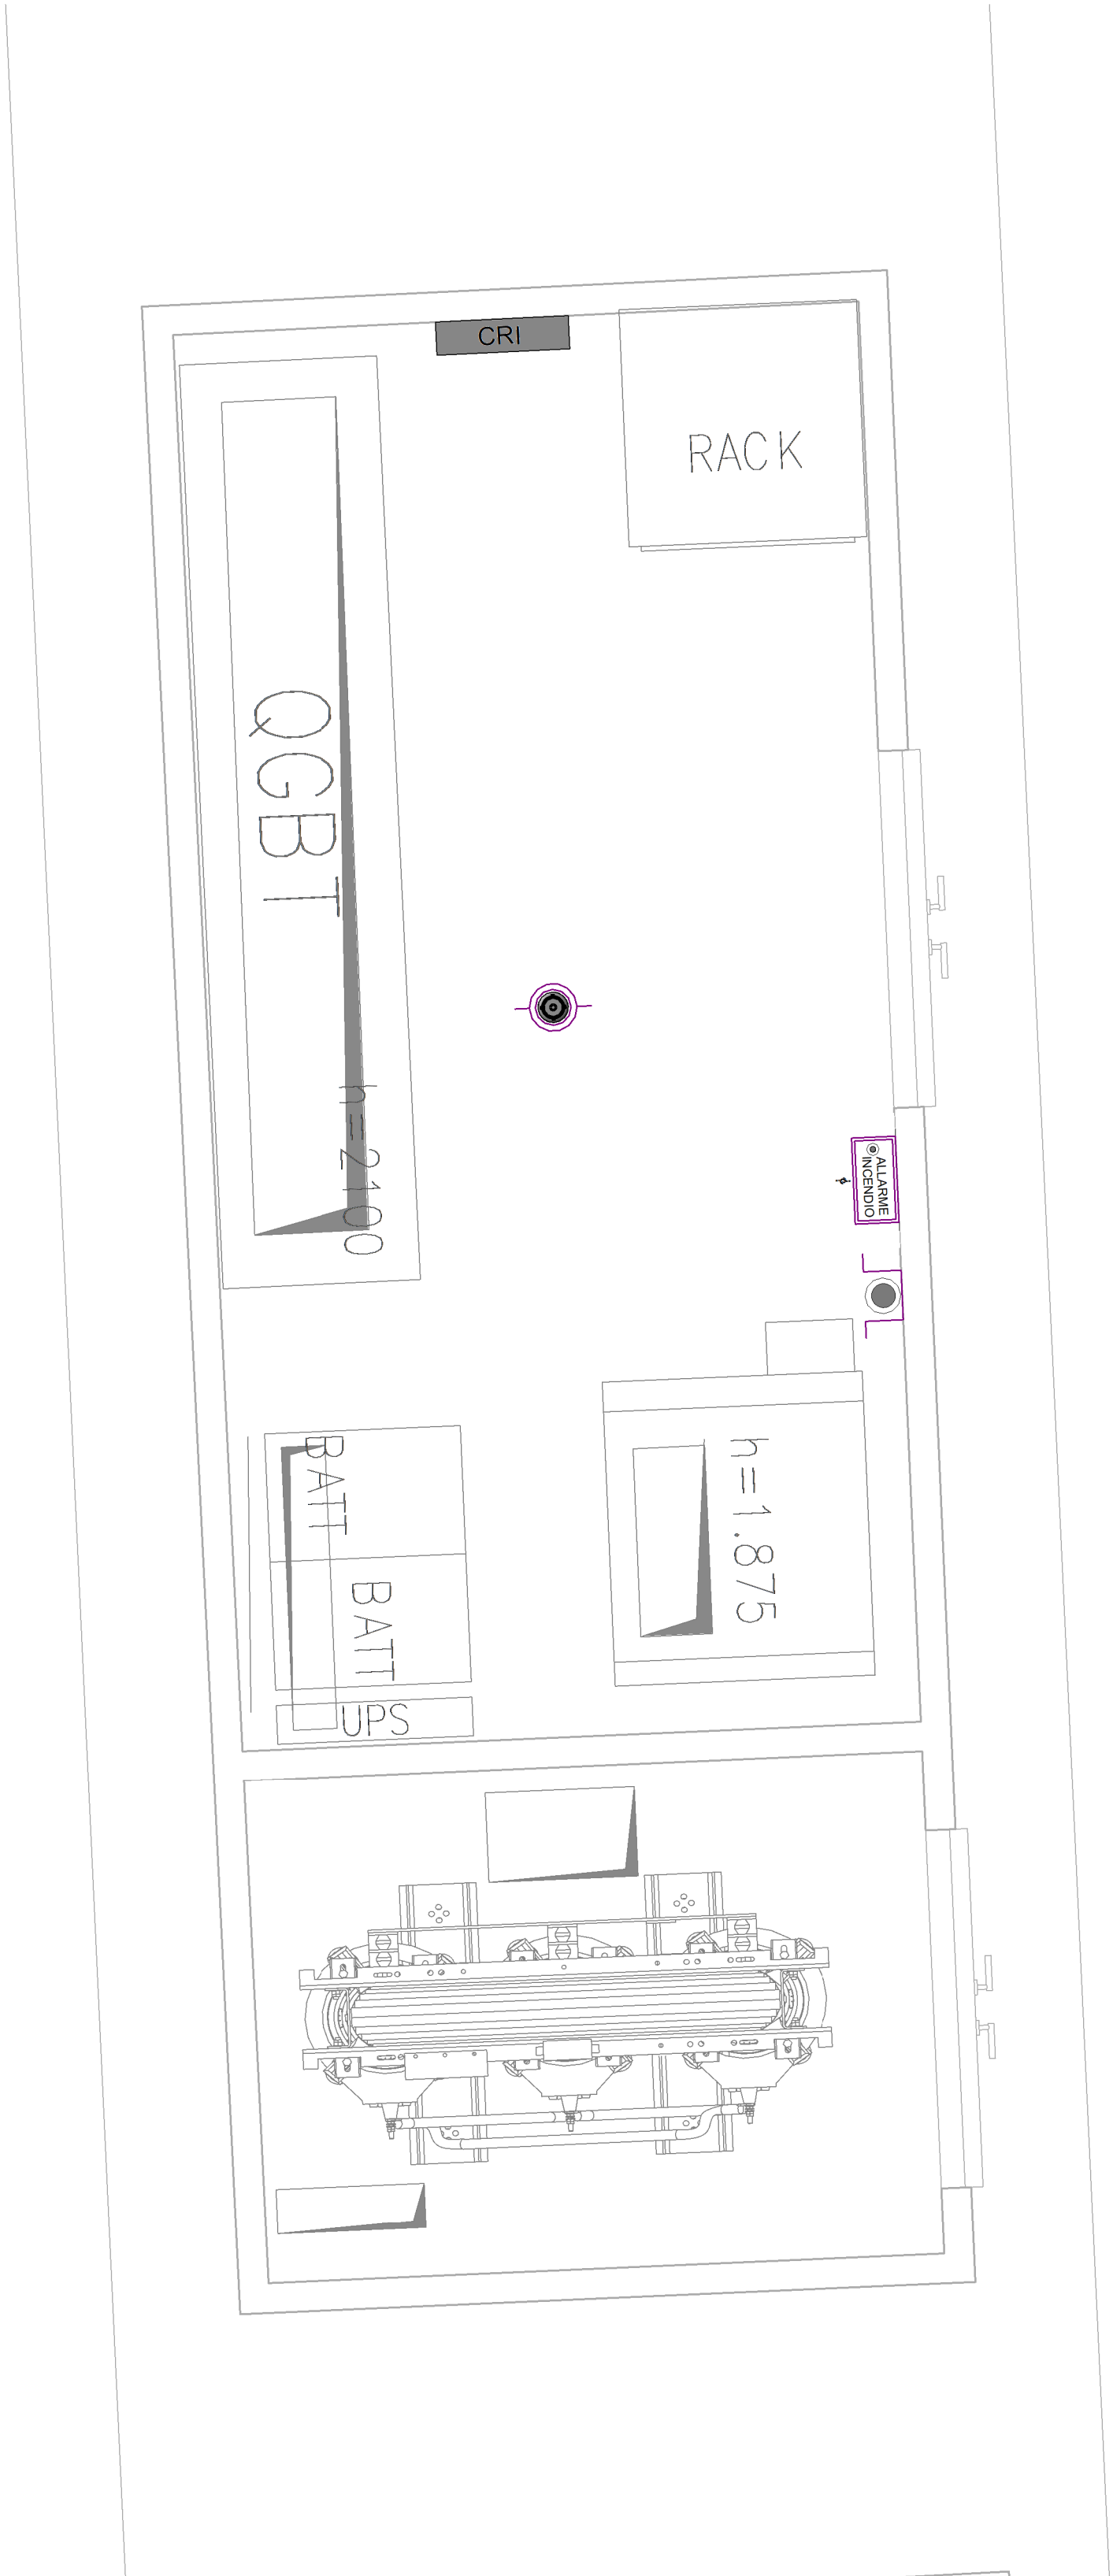 CRI
RACK
QGBT
h=2100
ALLARME
INCENDIO
h=1.875
BATT
BATT
UPS